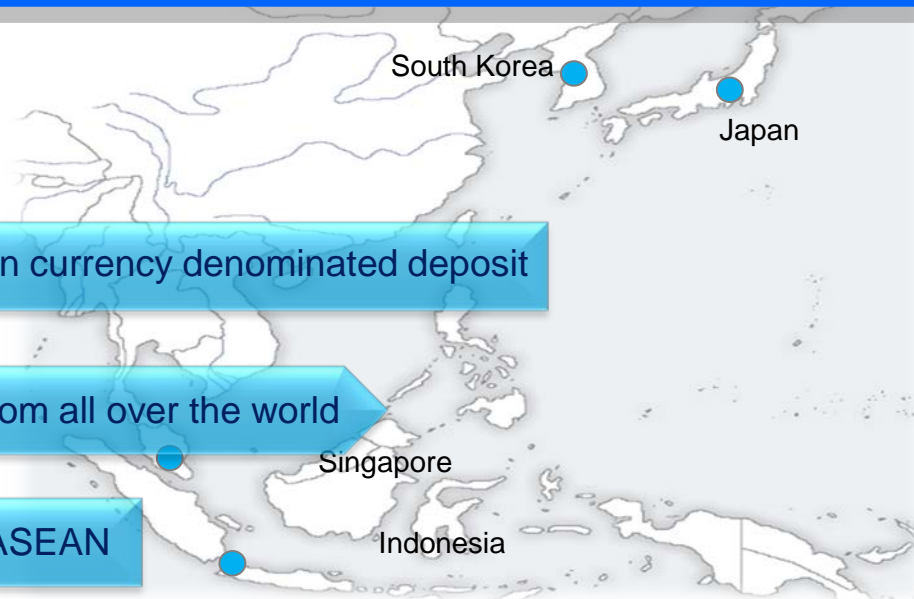 South Korea
Japan
n currency denominated deposit
om all over the world
Singapore
ASEAN
Indonesia